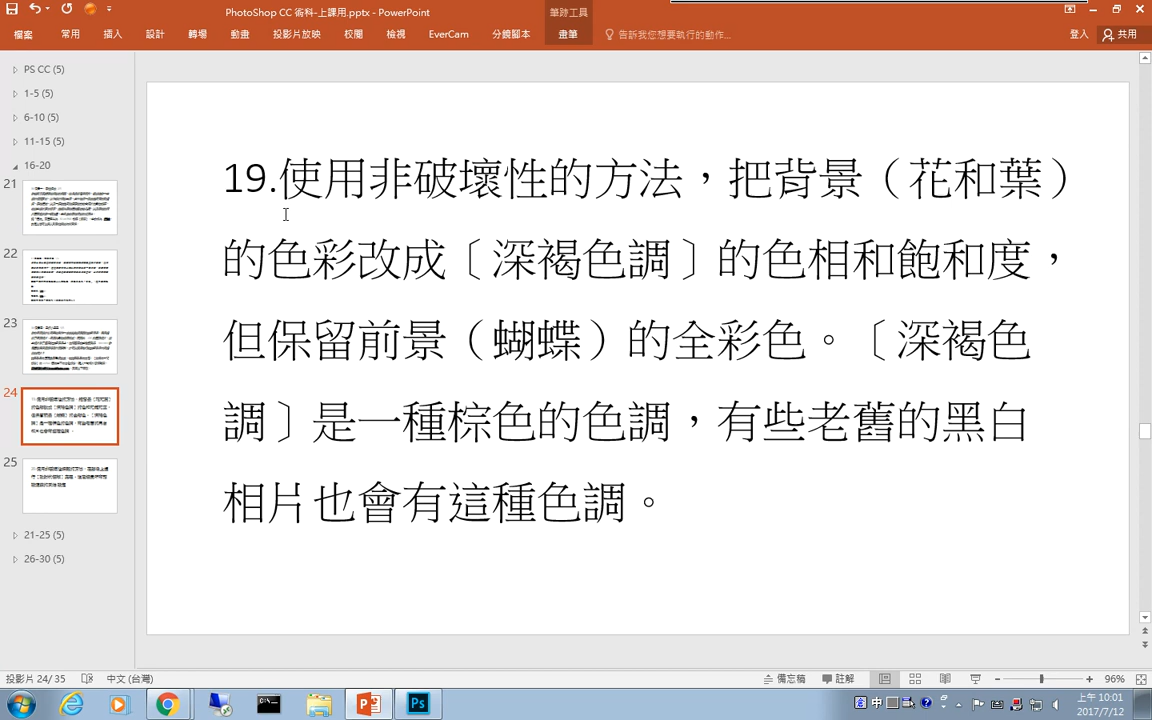 PhotoShop CC 術科-上課用.pptx - PowerPoint
筆跡工具
檔案 常用 插入 設計 轉場 動畫 投影片放映 校閱 檢視 EverCam 分鏡腳本 畫筆 告訴我您想要執行的動作... 登入 共用
PS CC (5)
1-5 (5)
6-10 (5)
11-15 (5)
16-20
21
22
23
24
25
21-25 (5)
26-30 (5)
19.使用非破壞性的方法，把背景（花和葉）
的色彩改成〔深褐色調〕的色相和飽和度，
但保留前景（蝴蝶）的全彩色。〔深褐色
調〕是一種棕色的色調，有些老舊的黑白
相片也會有這種色調。
投影片 24/ 35 中文 (台灣) 備忘稿 註解 96%
Ps
中
上午 10:01
2017/7/12